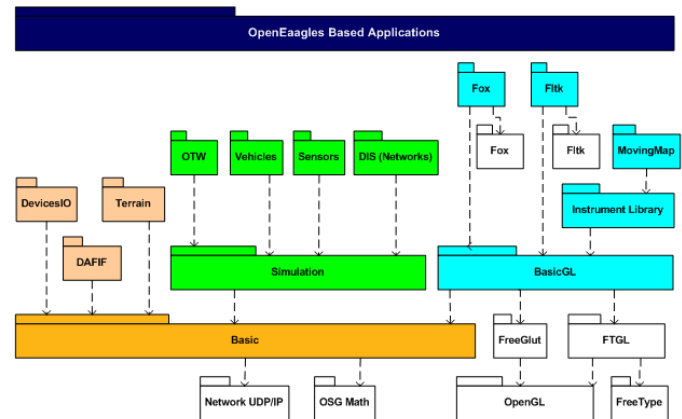 OpenEaagles Based Applications
Fox
Fltk
OTW
Vehicles
Sensors
DIS (Networks)
Fox
Fltk
MovingMap
DevicesIO
Terrain
Instrument Library
DAFIF
Simulation
BasicGL
Basic
FreeGlut
FTGL
Network UDP/IP
OSG Math
OpenGL
FreeType